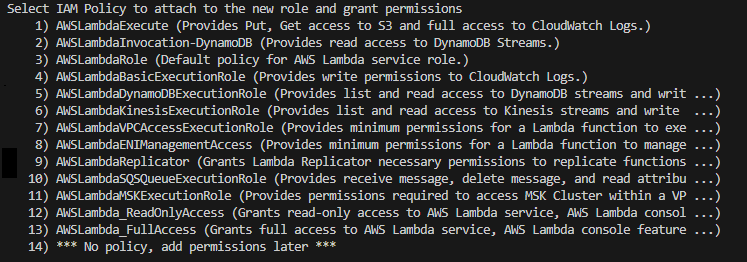 Select IAM Policy to attach to the new role and grant permissions
1) AWSLambdaExecute (Provides Put, Get access to S3 and full access to CloudWatch Logs.)
2) AWSLambdaInvocation-DynamoDB (Provides read access to DynamoDB Streams.)
3) AWSLambdaRole (Default policy for AWS Lambda service role.)
4) AWSLambdaBasicExecutionRole (Provides write permissions to CloudWatch Logs.)
5) AWSLambdaDynamoDBExecutionRole (Provides list and read access to DynamoDB streams and writ ...)
6) AWSLambdaKinesisExecutionRole (Provides list and read access to Kinesis streams and write  ...)
7) AWSLambdaVPCAccessExecutionRole (Provides minimum permissions for a Lambda function to exe ...)
8) AWSLambdaENIManagementAccess (Provides minimum permissions for a Lambda function to manage ...)
9) AWSLambdaReplicator (Grants Lambda Replicator necessary permissions to replicate functions ...)
10) AWSLambdaSQSQueueExecutionRole (Provides receive message, delete message, and read attribu ...)
11) AWSLambdaMSKExecutionRole (Provides permissions required to access MSK Cluster within a VP ...)
12) AWSLambda_ReadOnlyAccess (Grants read-only access to AWS Lambda service, AWS Lambda consol ...)
13) AWSLambda_FullAccess (Grants full access to AWS Lambda service, AWS Lambda console feature ...)
14) *** No policy, add permissions later ***